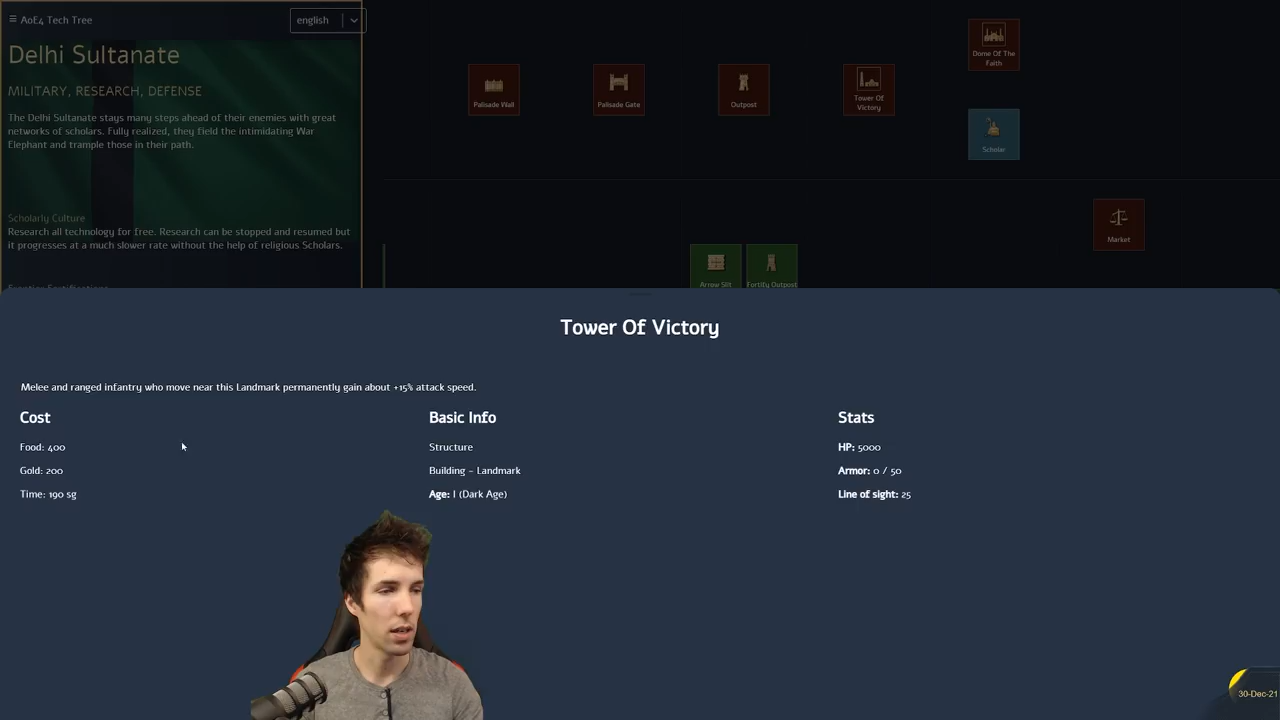 AoE4 Tech Tree
english
Delhi Sultanate
MILITARY, RESEARCH, DEFENSE
The Delhi Sultanate stays many steps ahead of their enemies with great
networks of scholars. Fully realized, they field the intimidating War
Elephant and trample those in their path.
Scholarly Culture
Research all technology for free. Research can be stopped and resumed but
it progresses at a much slower rate without the help of religious Scholars.
Frontier Fortifications
Palisade Wall
Palisade Gate
Outpost
Tower Of
Victory
Dome Of The
Faith
Scholar
Market
Arrow Slit
Fortify Outpost
Tower Of Victory
Melee and ranged infantry who move near this Landmark permanently gain about +15% attack speed.
Cost
Food: 400
Gold: 200
Time: 190 sg
Basic Info
Structure
Building - Landmark
Age: I (Dark Age)
Stats
HP: 5000
Armor: 0 / 50
Line of sight: 25
30-Dec-21